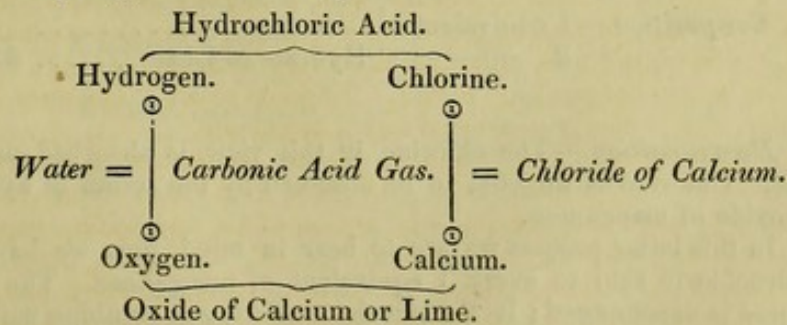 Hydrochloric Acid.
Hydrogen. Chlorine.
① ①
Water = Carbonic Acid Gas. = Chloride of Calcium.
① ①
Oxygen. Calcium.
Oxide of Calcium or Lime.